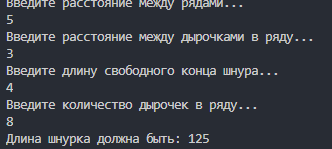 Введите расстояние между рядами...
5
Введите расстояние между дырочками в ряду...
3
Введите длину свободного конца шнура...
4
Введите количество дырочек в ряду...
8
Длина шнурка должна быть: 125